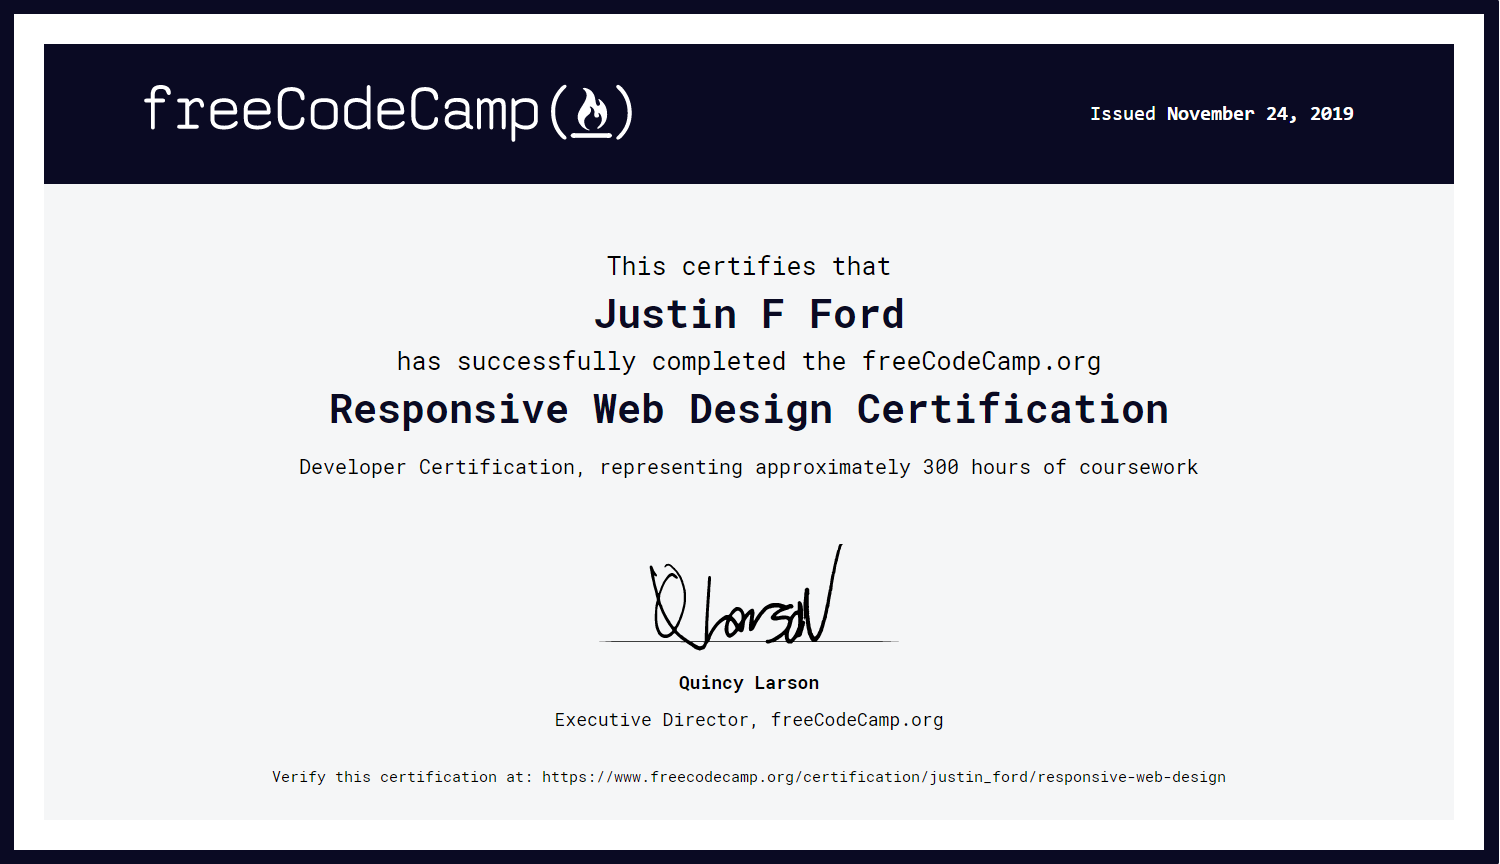 freeCodeCamp(🔥)
Issued November 24, 2019
This certifies that
Justin F Ford
has successfully completed the freeCodeCamp.org
Responsive Web Design Certification
Developer Certification, representing approximately 300 hours of coursework
Q Larson
Quincy Larson
Executive Director, freeCodeCamp.org
Verify this certification at: https://www.freecodecamp.org/certification/justin_ford/responsive-web-design